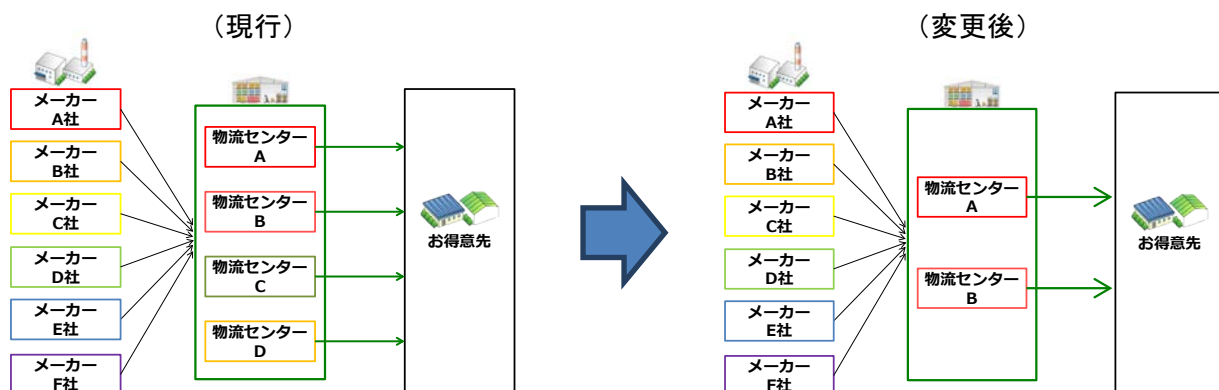 （現行）
メーカー
A社
メーカー
B社
メーカー
C社
メーカー
D社
メーカー
E社
メーカー
F社
物流センター
A
物流センター
B
物流センター
C
物流センター
D
お得意先
（変更後）
メーカー
A社
メーカー
B社
メーカー
C社
メーカー
D社
メーカー
E社
メーカー
F社
物流センター
A
物流センター
B
お得意先